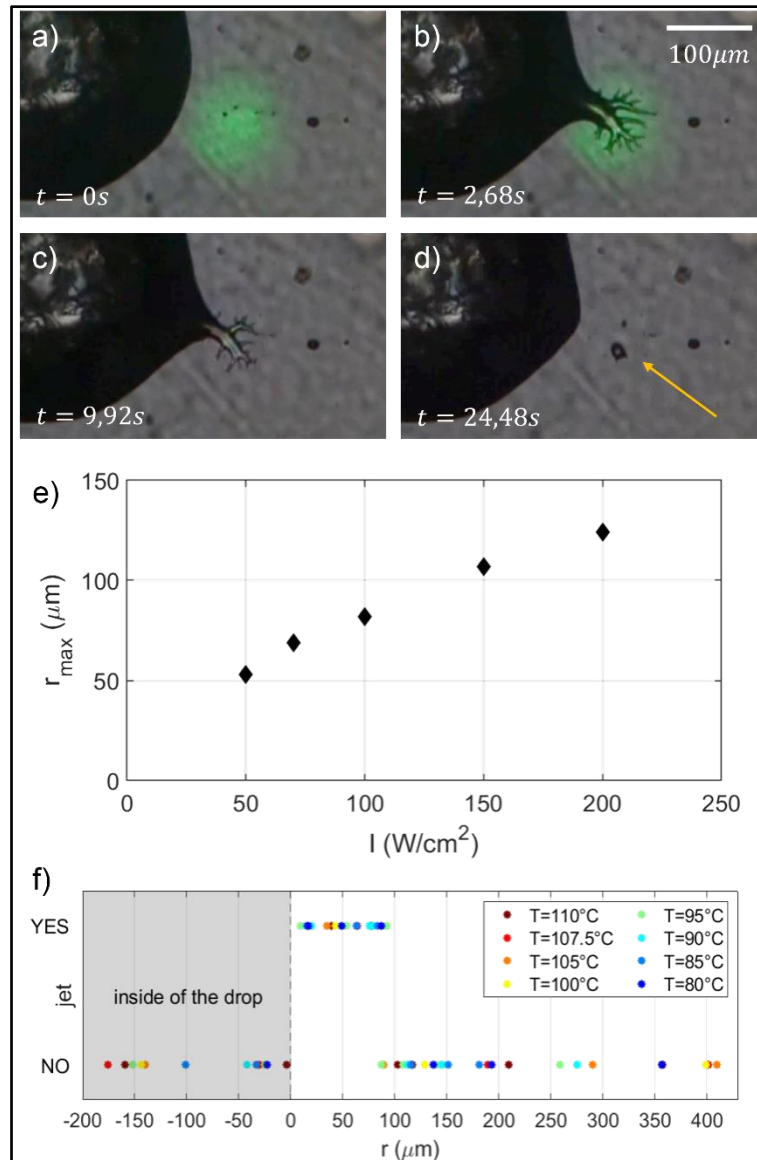 a)
t = 0s
b)
100μm
t = 2,68s
c)
t = 9,92s
d)
t = 24,48s
e)
150
100
50
0
r_max (μm)
0 50 100 150 200 250
I (W/cm²)
f)
YES
jet
NO
inside of the drop
T=110°C T=95°C
T=107.5°C T=90°C
T=105°C T=85°C
T=100°C T=80°C
-200 -150 -100 -50 0 50 100 150 200 250 300 350 400
r (μm)